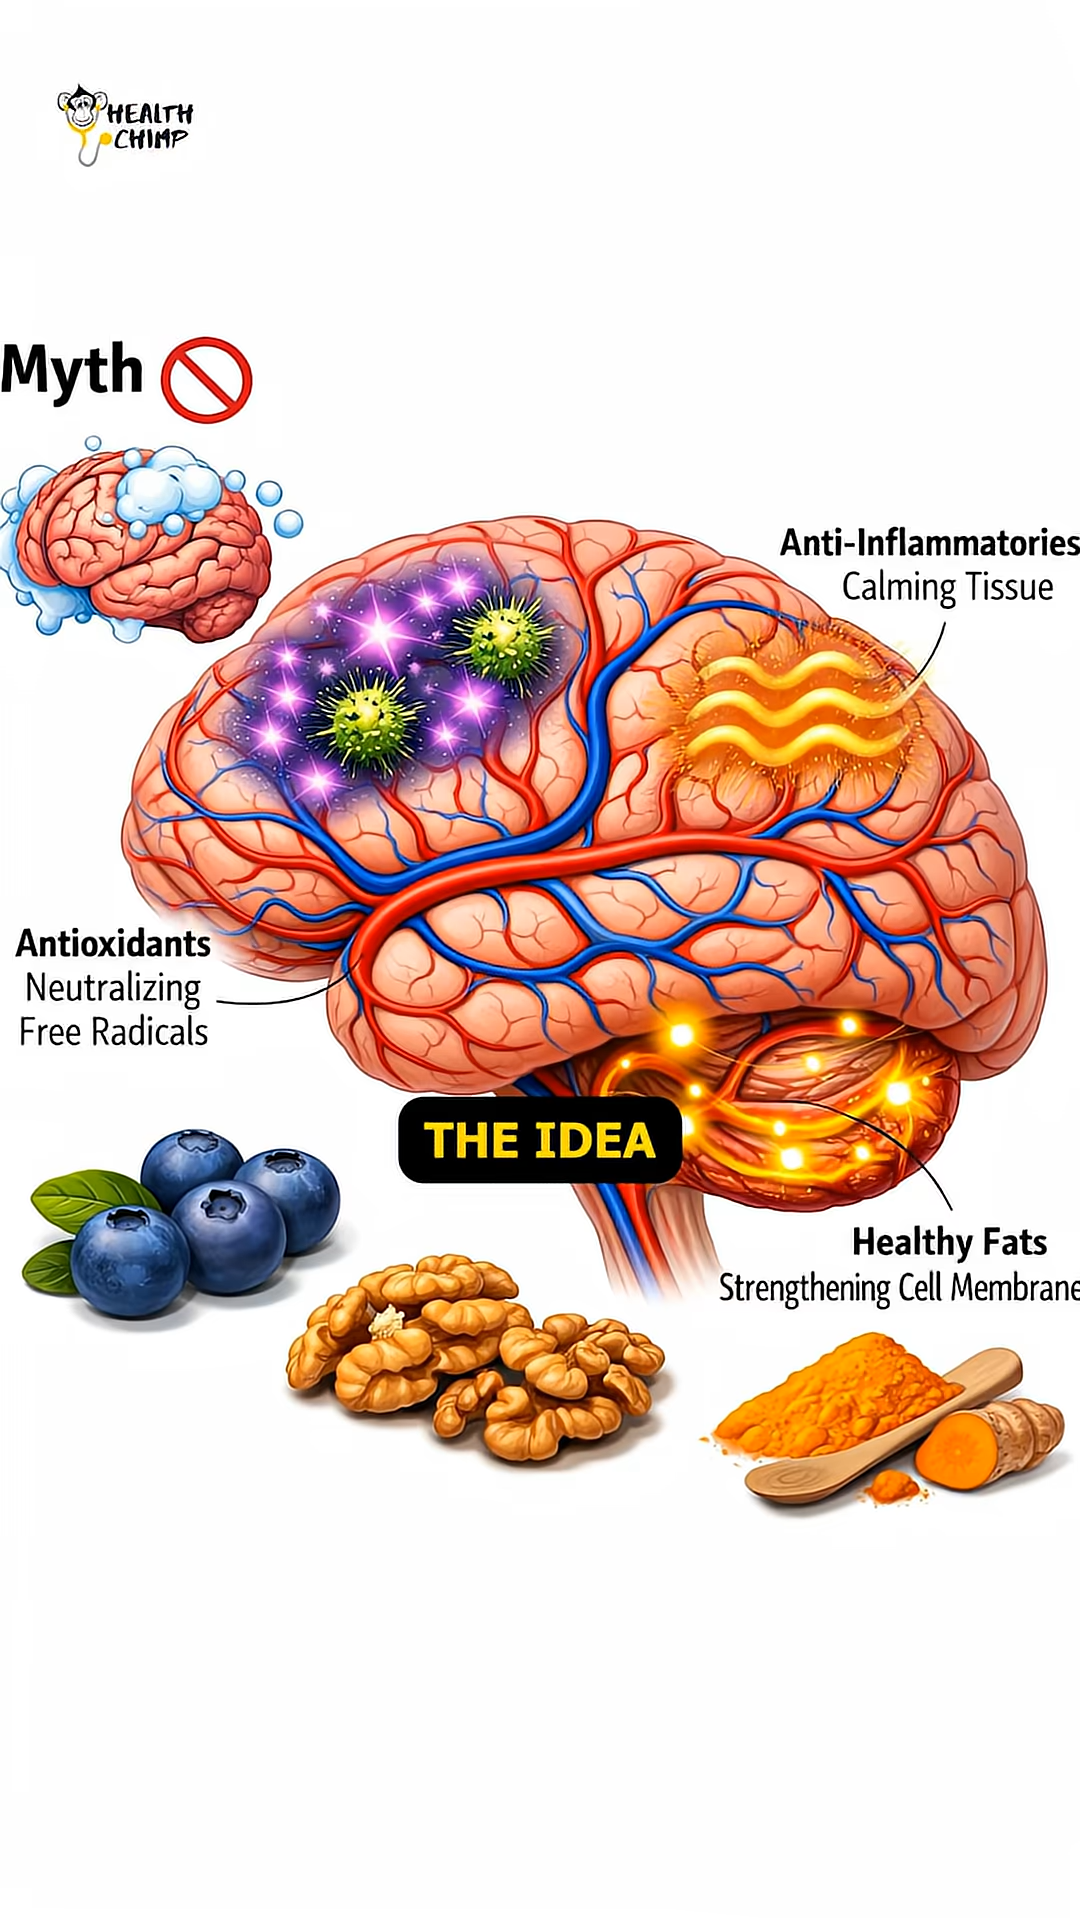 HEALTH
CHIMP
Myth
Anti-Inflammatories
Calming Tissue
Antioxidants
Neutralizing
Free Radicals
THE IDEA
Healthy Fats
Strengthening Cell Membrane